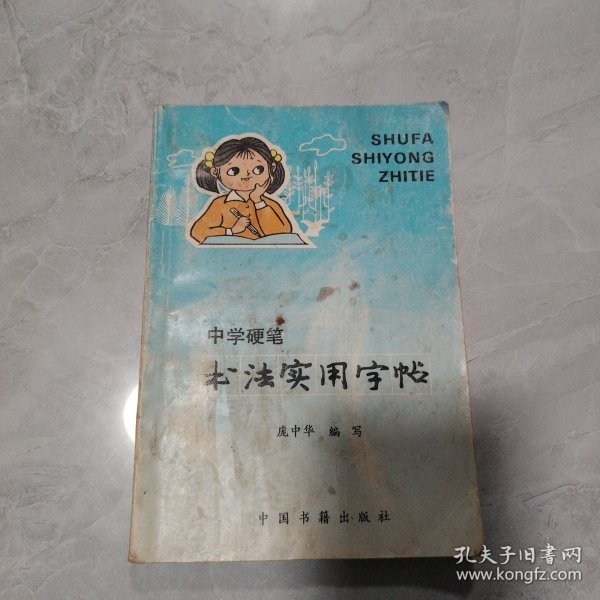 SHUFA
SHIYONG
ZHITIE
中学硬笔
书法实用字帖
庞中华 编写
中国书籍出版社
孔夫子旧书网
www.kongfz.com